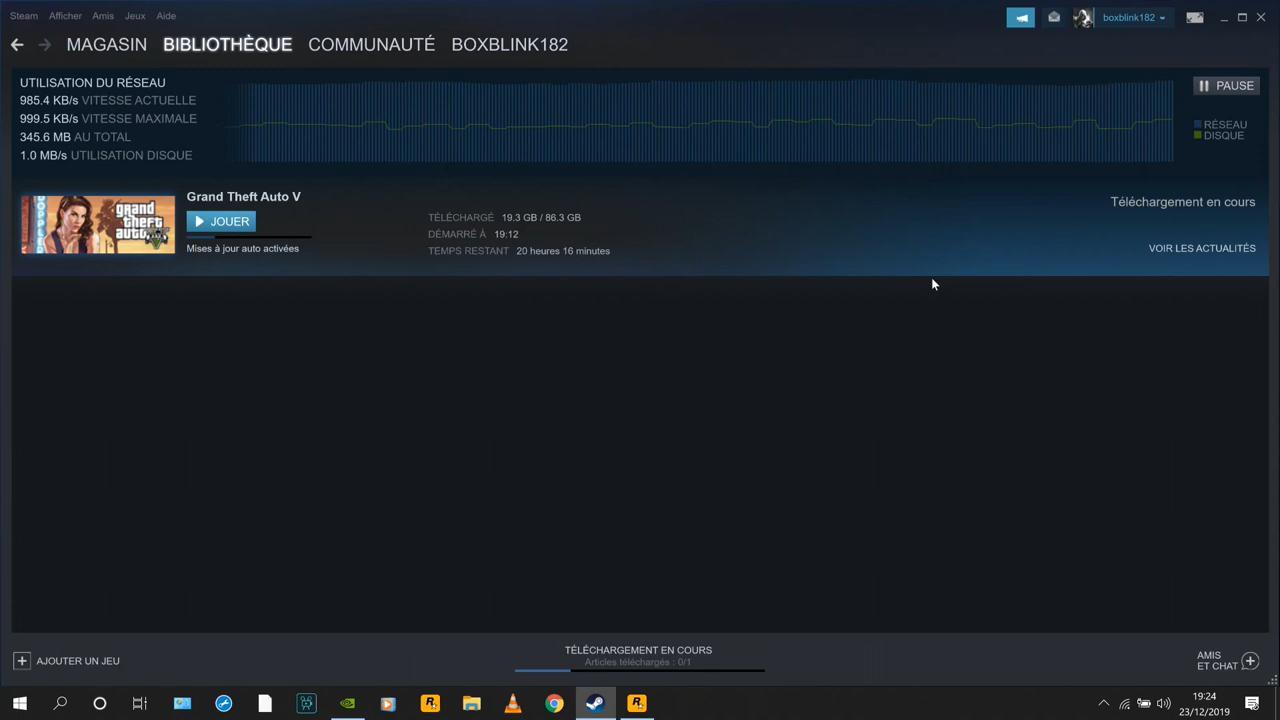 Steam Afficher Amis Jeux Aide
boxblink182
MAGASIN BIBLIOTHÈQUE COMMUNAUTÉ BOXBLINK182
UTILISATION DU RÉSEAU
985.4 KB/s VITESSE ACTUELLE
999.5 KB/s VITESSE MAXIMALE
345.6 MB AU TOTAL
1.0 MB/s UTILISATION DISQUE
PAUSE
RÉSEAU
DISQUE
grand
theft
auto
V
Grand Theft Auto V
JOUER
Mises à jour auto activées
TÉLÉCHARGÉ 19.3 GB / 86.3 GB
DÉMARRÉ À 19:12
TEMPS RESTANT 20 heures 16 minutes
Téléchargement en cours
VOIR LES ACTUALITÉS
AJOUTER UN JEU
TÉLÉCHARGEMENT EN COURS
Articles téléchargés : 0/1
AMIS
ET CHAT
19:24
23/12/2019